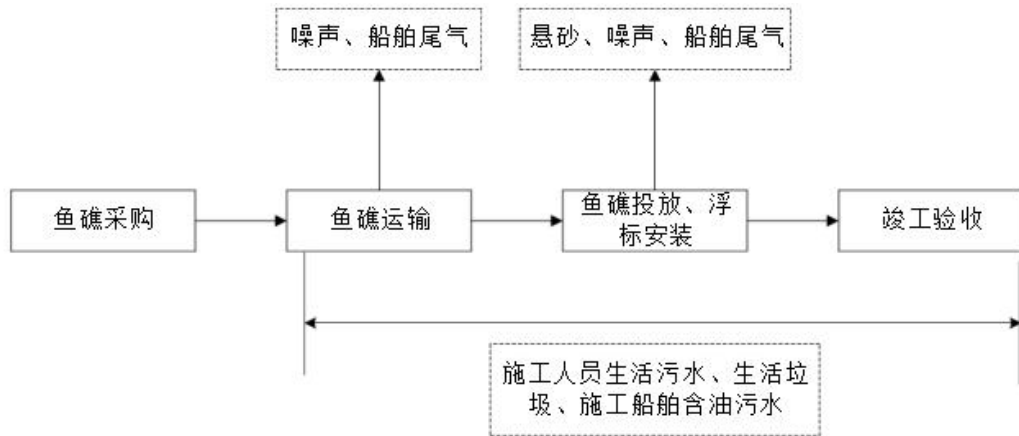 噪声、船舶尾气
悬砂、噪声、船舶尾气
鱼礁采购
鱼礁运输
鱼礁投放、浮
标安装
竣工验收
施工人员生活污水、生活垃
圾、施工船舶含油污水